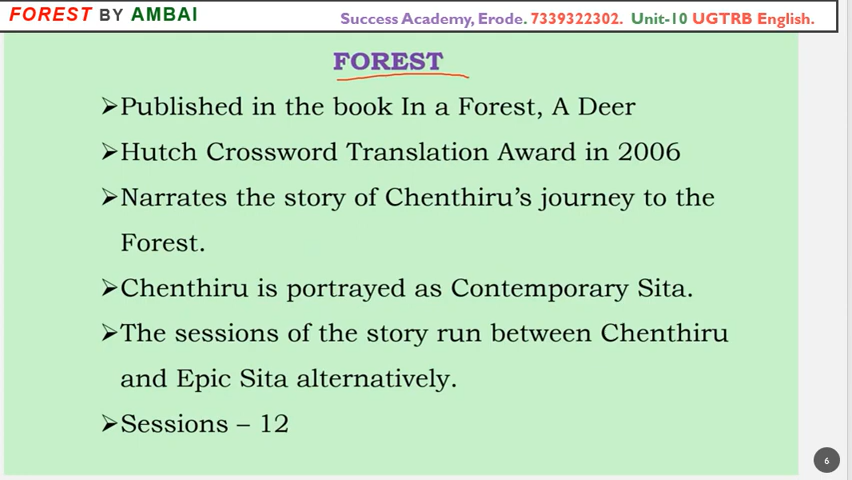 FOREST BY AMBAI
Success Academy, Erode. 7339322302. Unit-10 UGTRB English.
FOREST
➢Published in the book In a Forest, A Deer
➢Hutch Crossword Translation Award in 2006
➢Narrates the story of Chenthiru’s journey to the
Forest.
➢Chenthiru is portrayed as Contemporary Sita.
➢The sessions of the story run between Chenthiru
and Epic Sita alternatively.
➢Sessions – 12
6